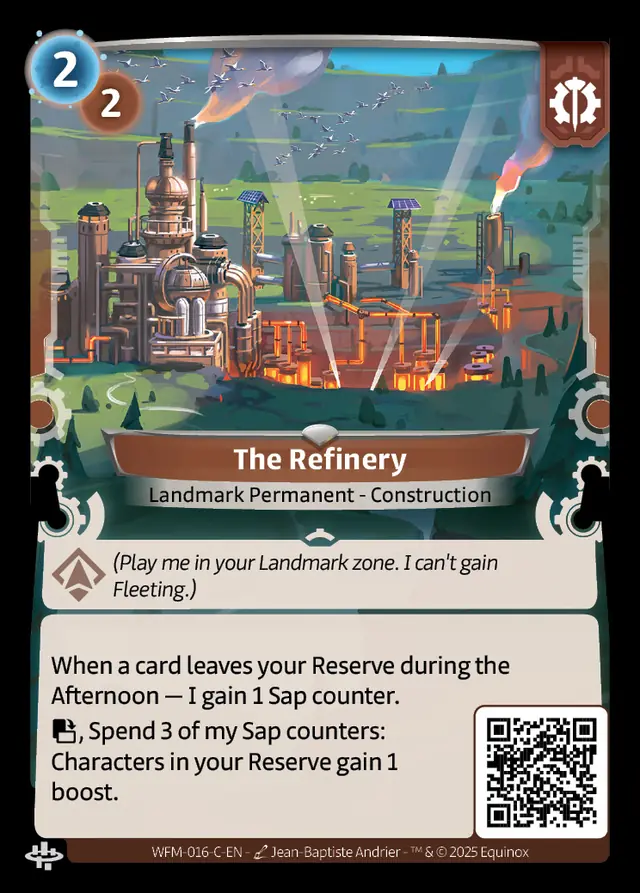 2
2
The Refinery
Landmark Permanent - Construction
(Play me in your Landmark zone. I can't gain
Fleeting.)
When a card leaves your Reserve during the
Afternoon — I gain 1 Sap counter.
, Spend 3 of my Sap counters:
Characters in your Reserve gain 1
boost.
WFM-016-C-EN - Jean-Baptiste Andrier - ™ & © 2025 Equinox